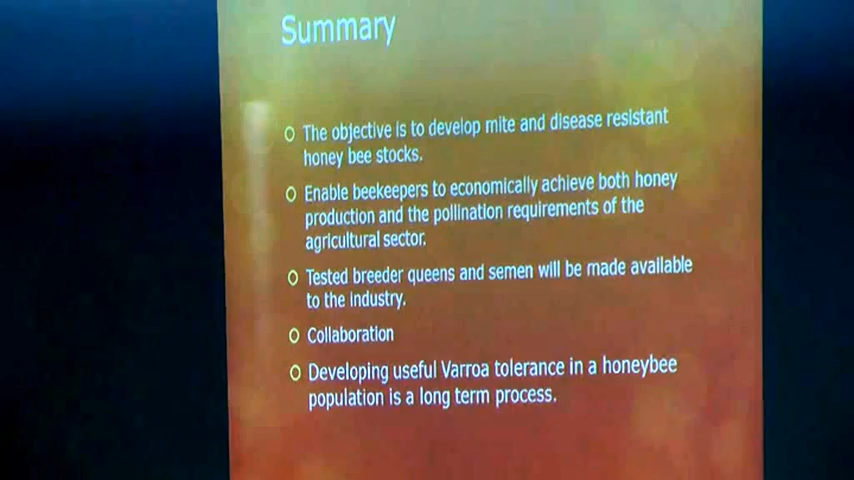 Summary
The objective is to develop mite and disease resistant
honey bee stocks.
Enable beekeepers to economically achieve both honey
production and the pollination requirements of the
agricultural sector.
Tested breeder queens and semen will be made available
to the industry.
Collaboration
Developing useful Varroa tolerance in a honeybee
population is a long term process.